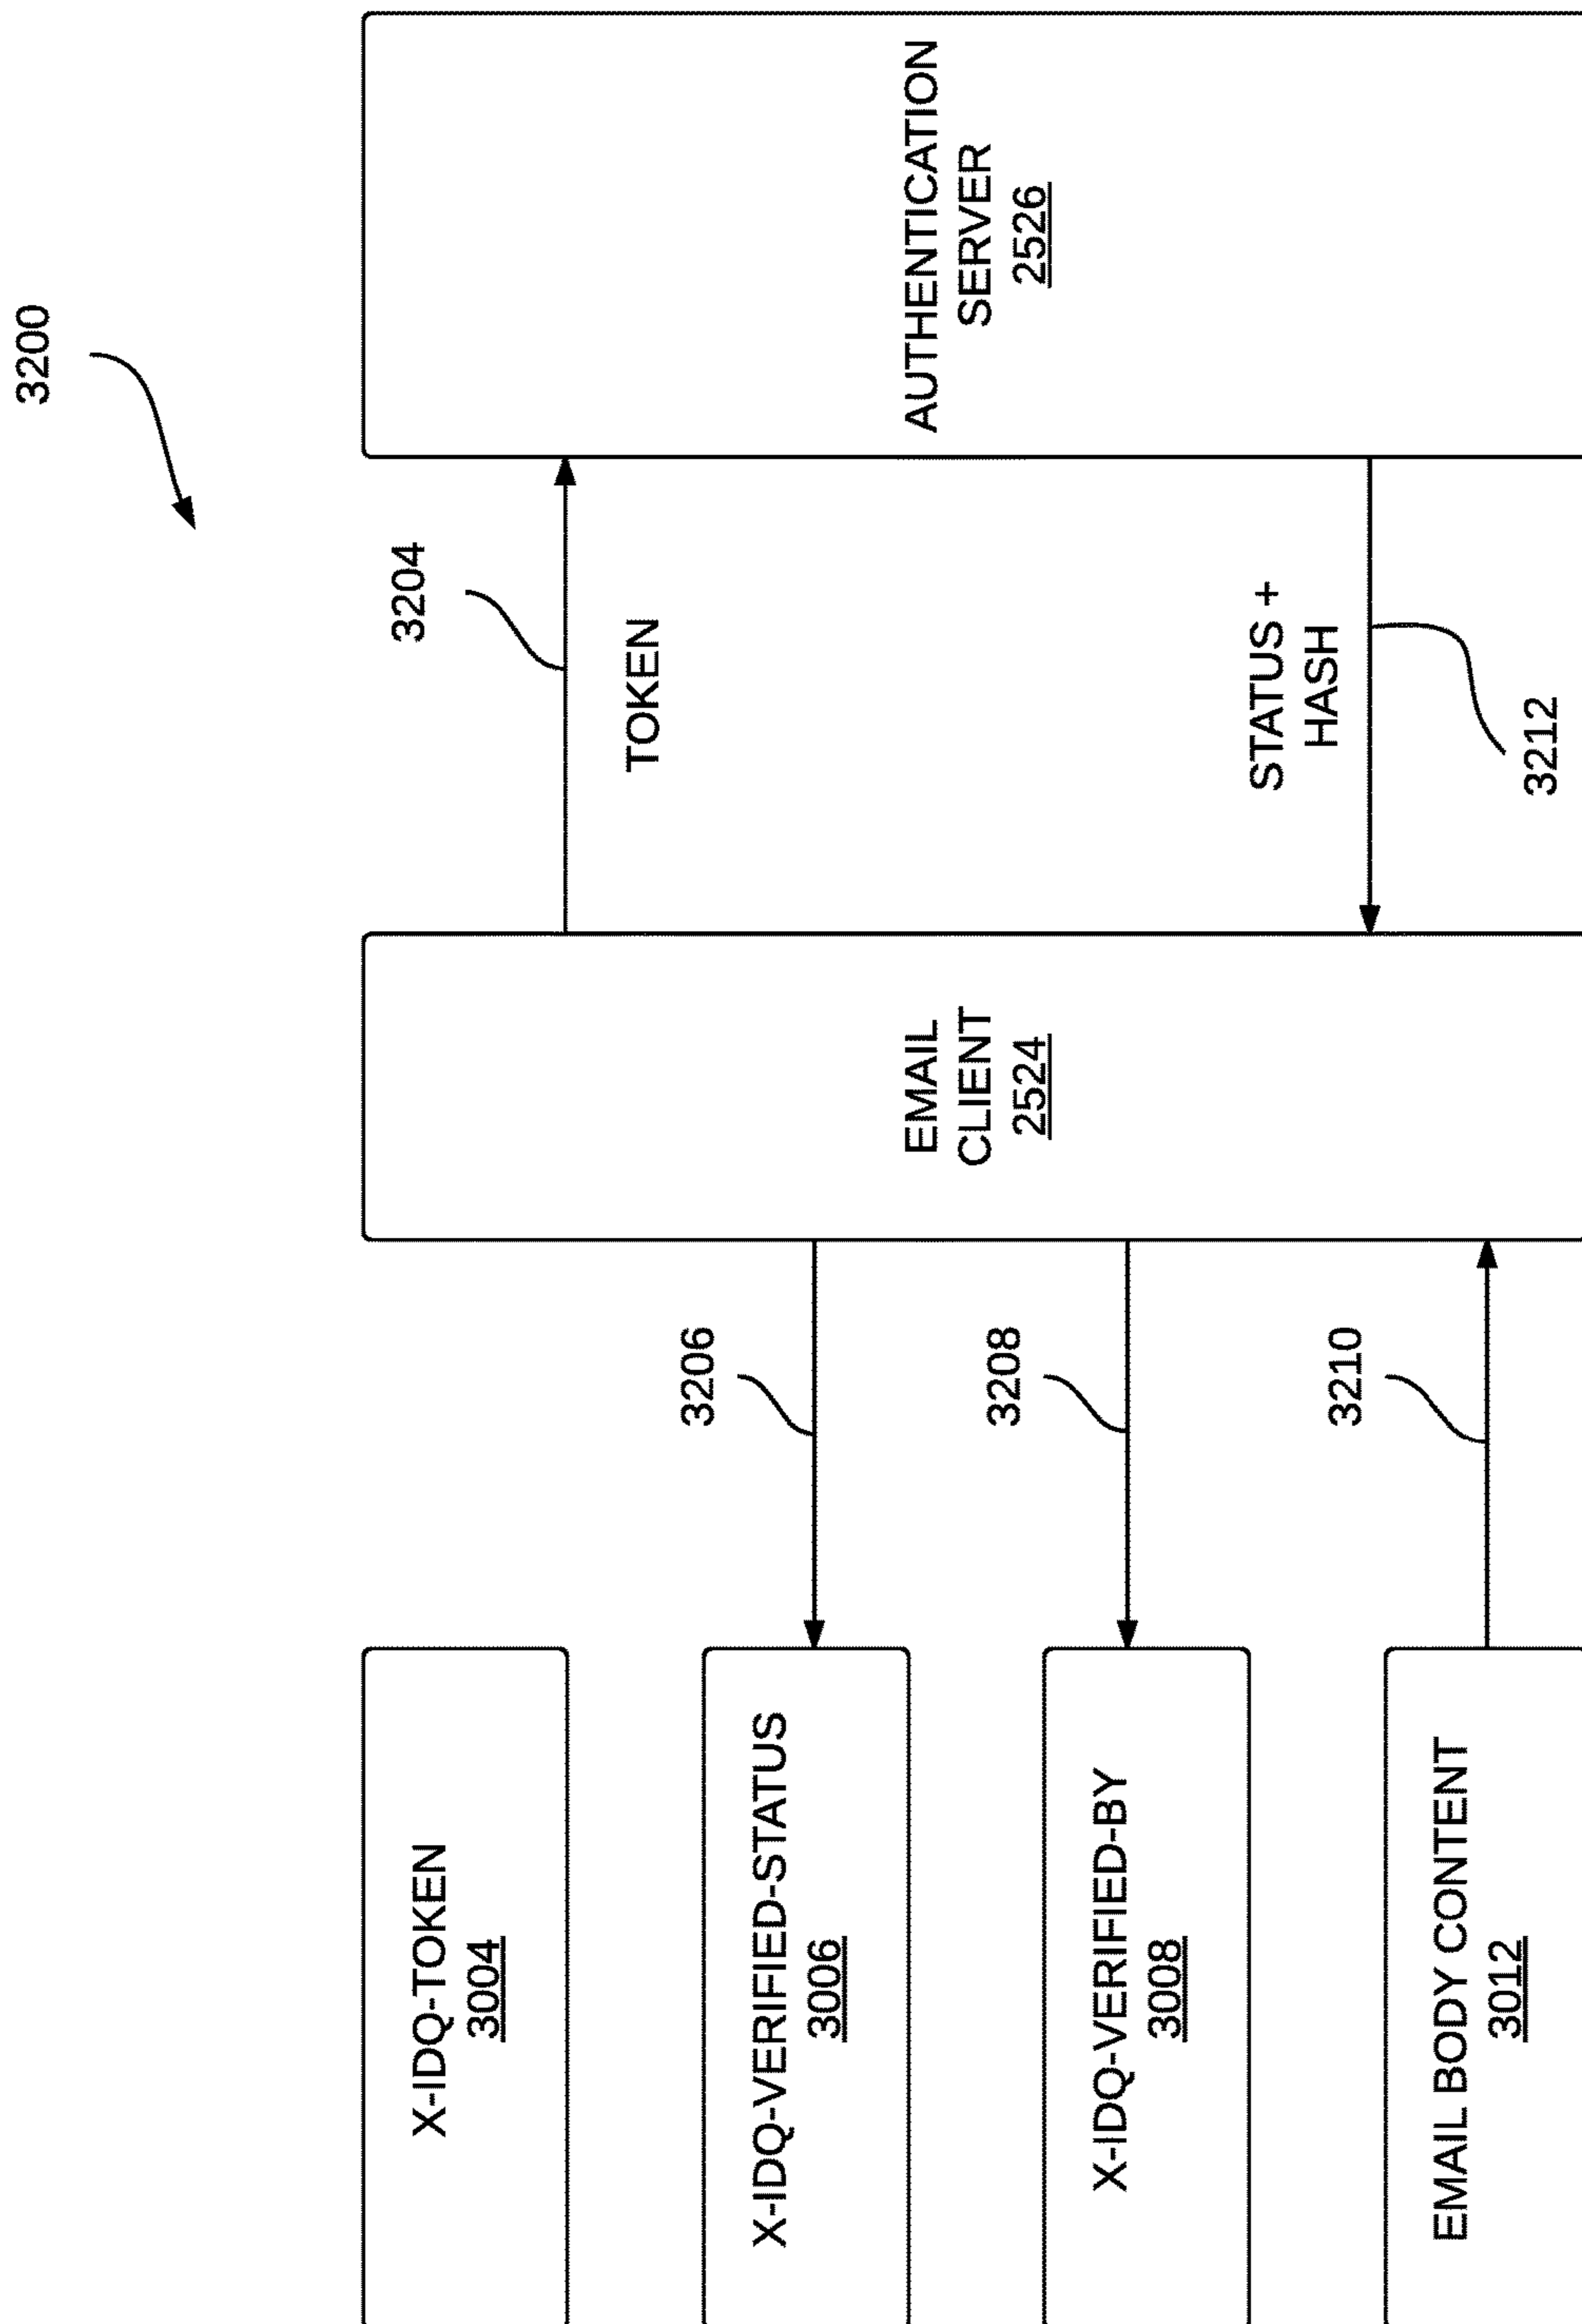 3200
X-IDQ-TOKEN
3004
X-IDQ-VERIFIED-STATUS
3006
X-IDQ-VERIFIED-BY
3008
EMAIL BODY CONTENT
3012
3206
3208
3210
EMAIL
CLIENT
2524
3204
TOKEN
STATUS +
HASH
3212
AUTHENTICATION
SERVER
2526